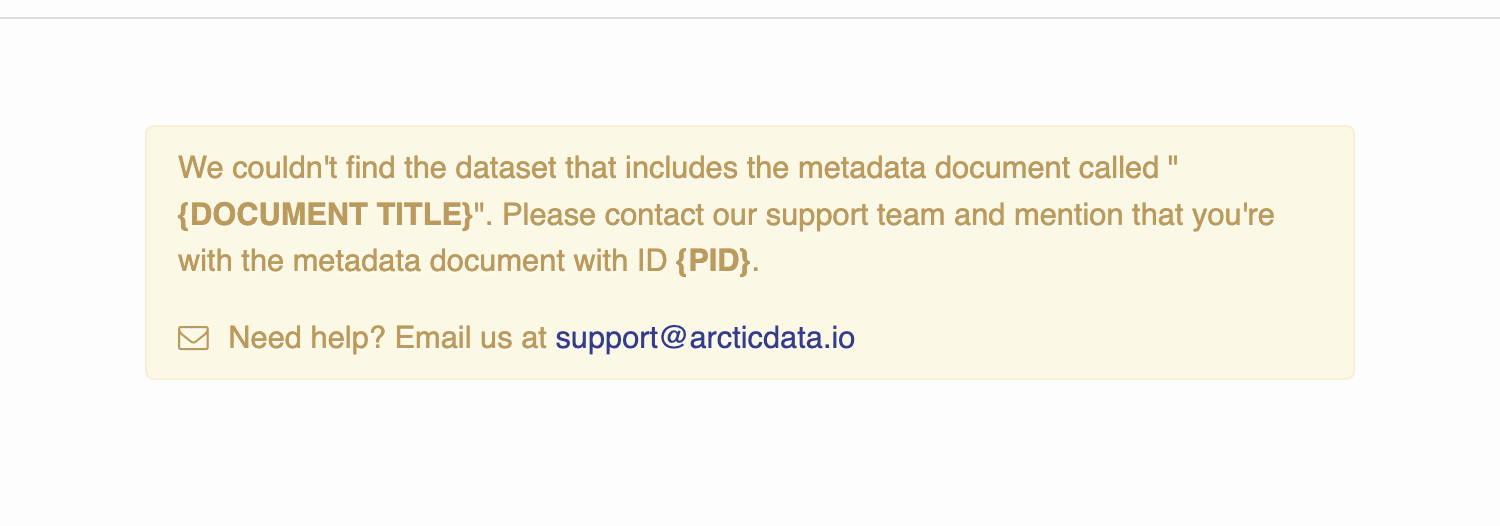 We couldn't find the dataset that includes the metadata document called "
{DOCUMENT TITLE}". Please contact our support team and mention that you're
with the metadata document with ID {PID}.
Need help? Email us at support@arcticdata.io